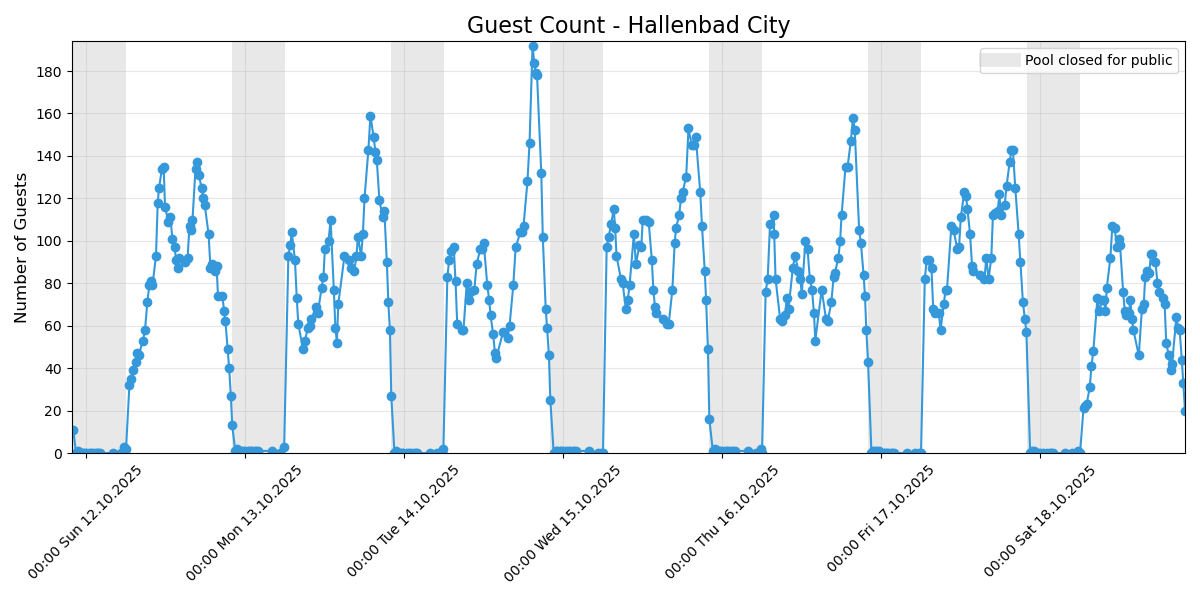 Guest Count - Hallenbad City
Pool closed for public
Number of Guests
180
160
140
120
100
80
60
40
20
0
00:00 Sun 12.10.2025
00:00 Mon 13.10.2025
00:00 Tue 14.10.2025
00:00 Wed 15.10.2025
00:00 Thu 16.10.2025
00:00 Fri 17.10.2025
00:00 Sat 18.10.2025